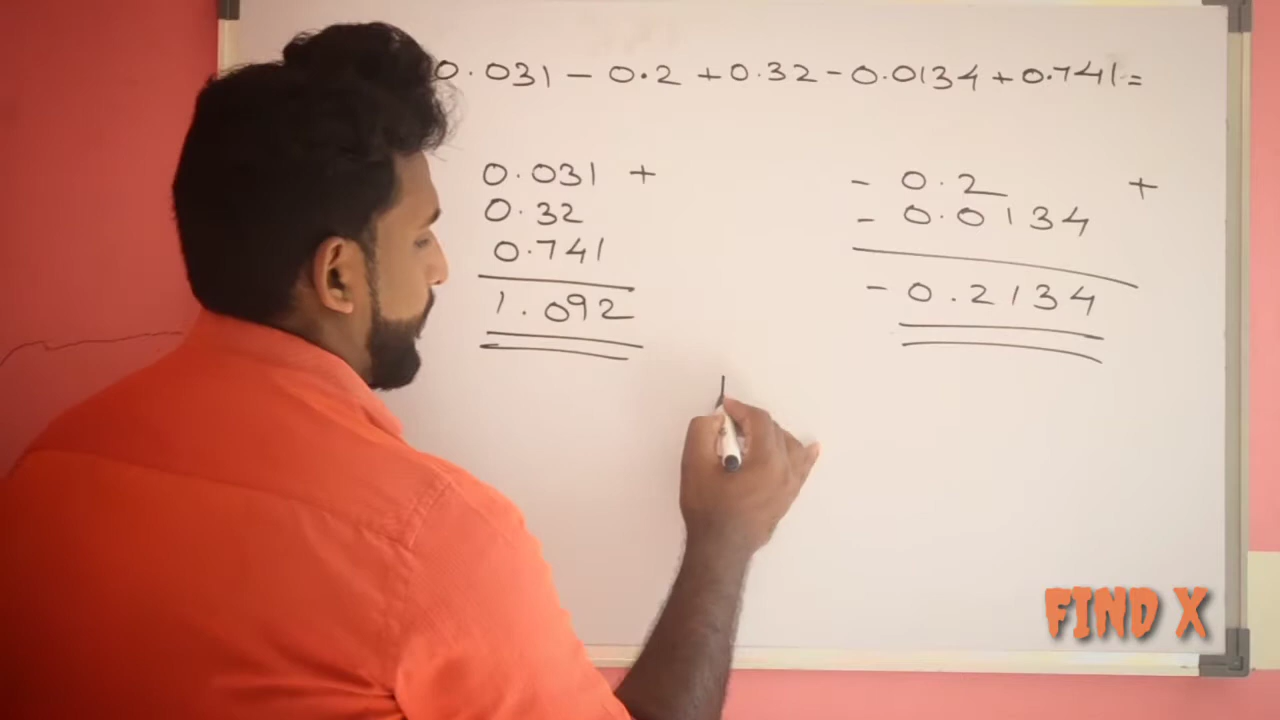 0.031 - 0.2 + 0.32 - 0.0134 + 0.741 =
0.031 +
0.32
0.741
1.092
- 0.2 +
- 0.0134
- 0.2134
FIND X